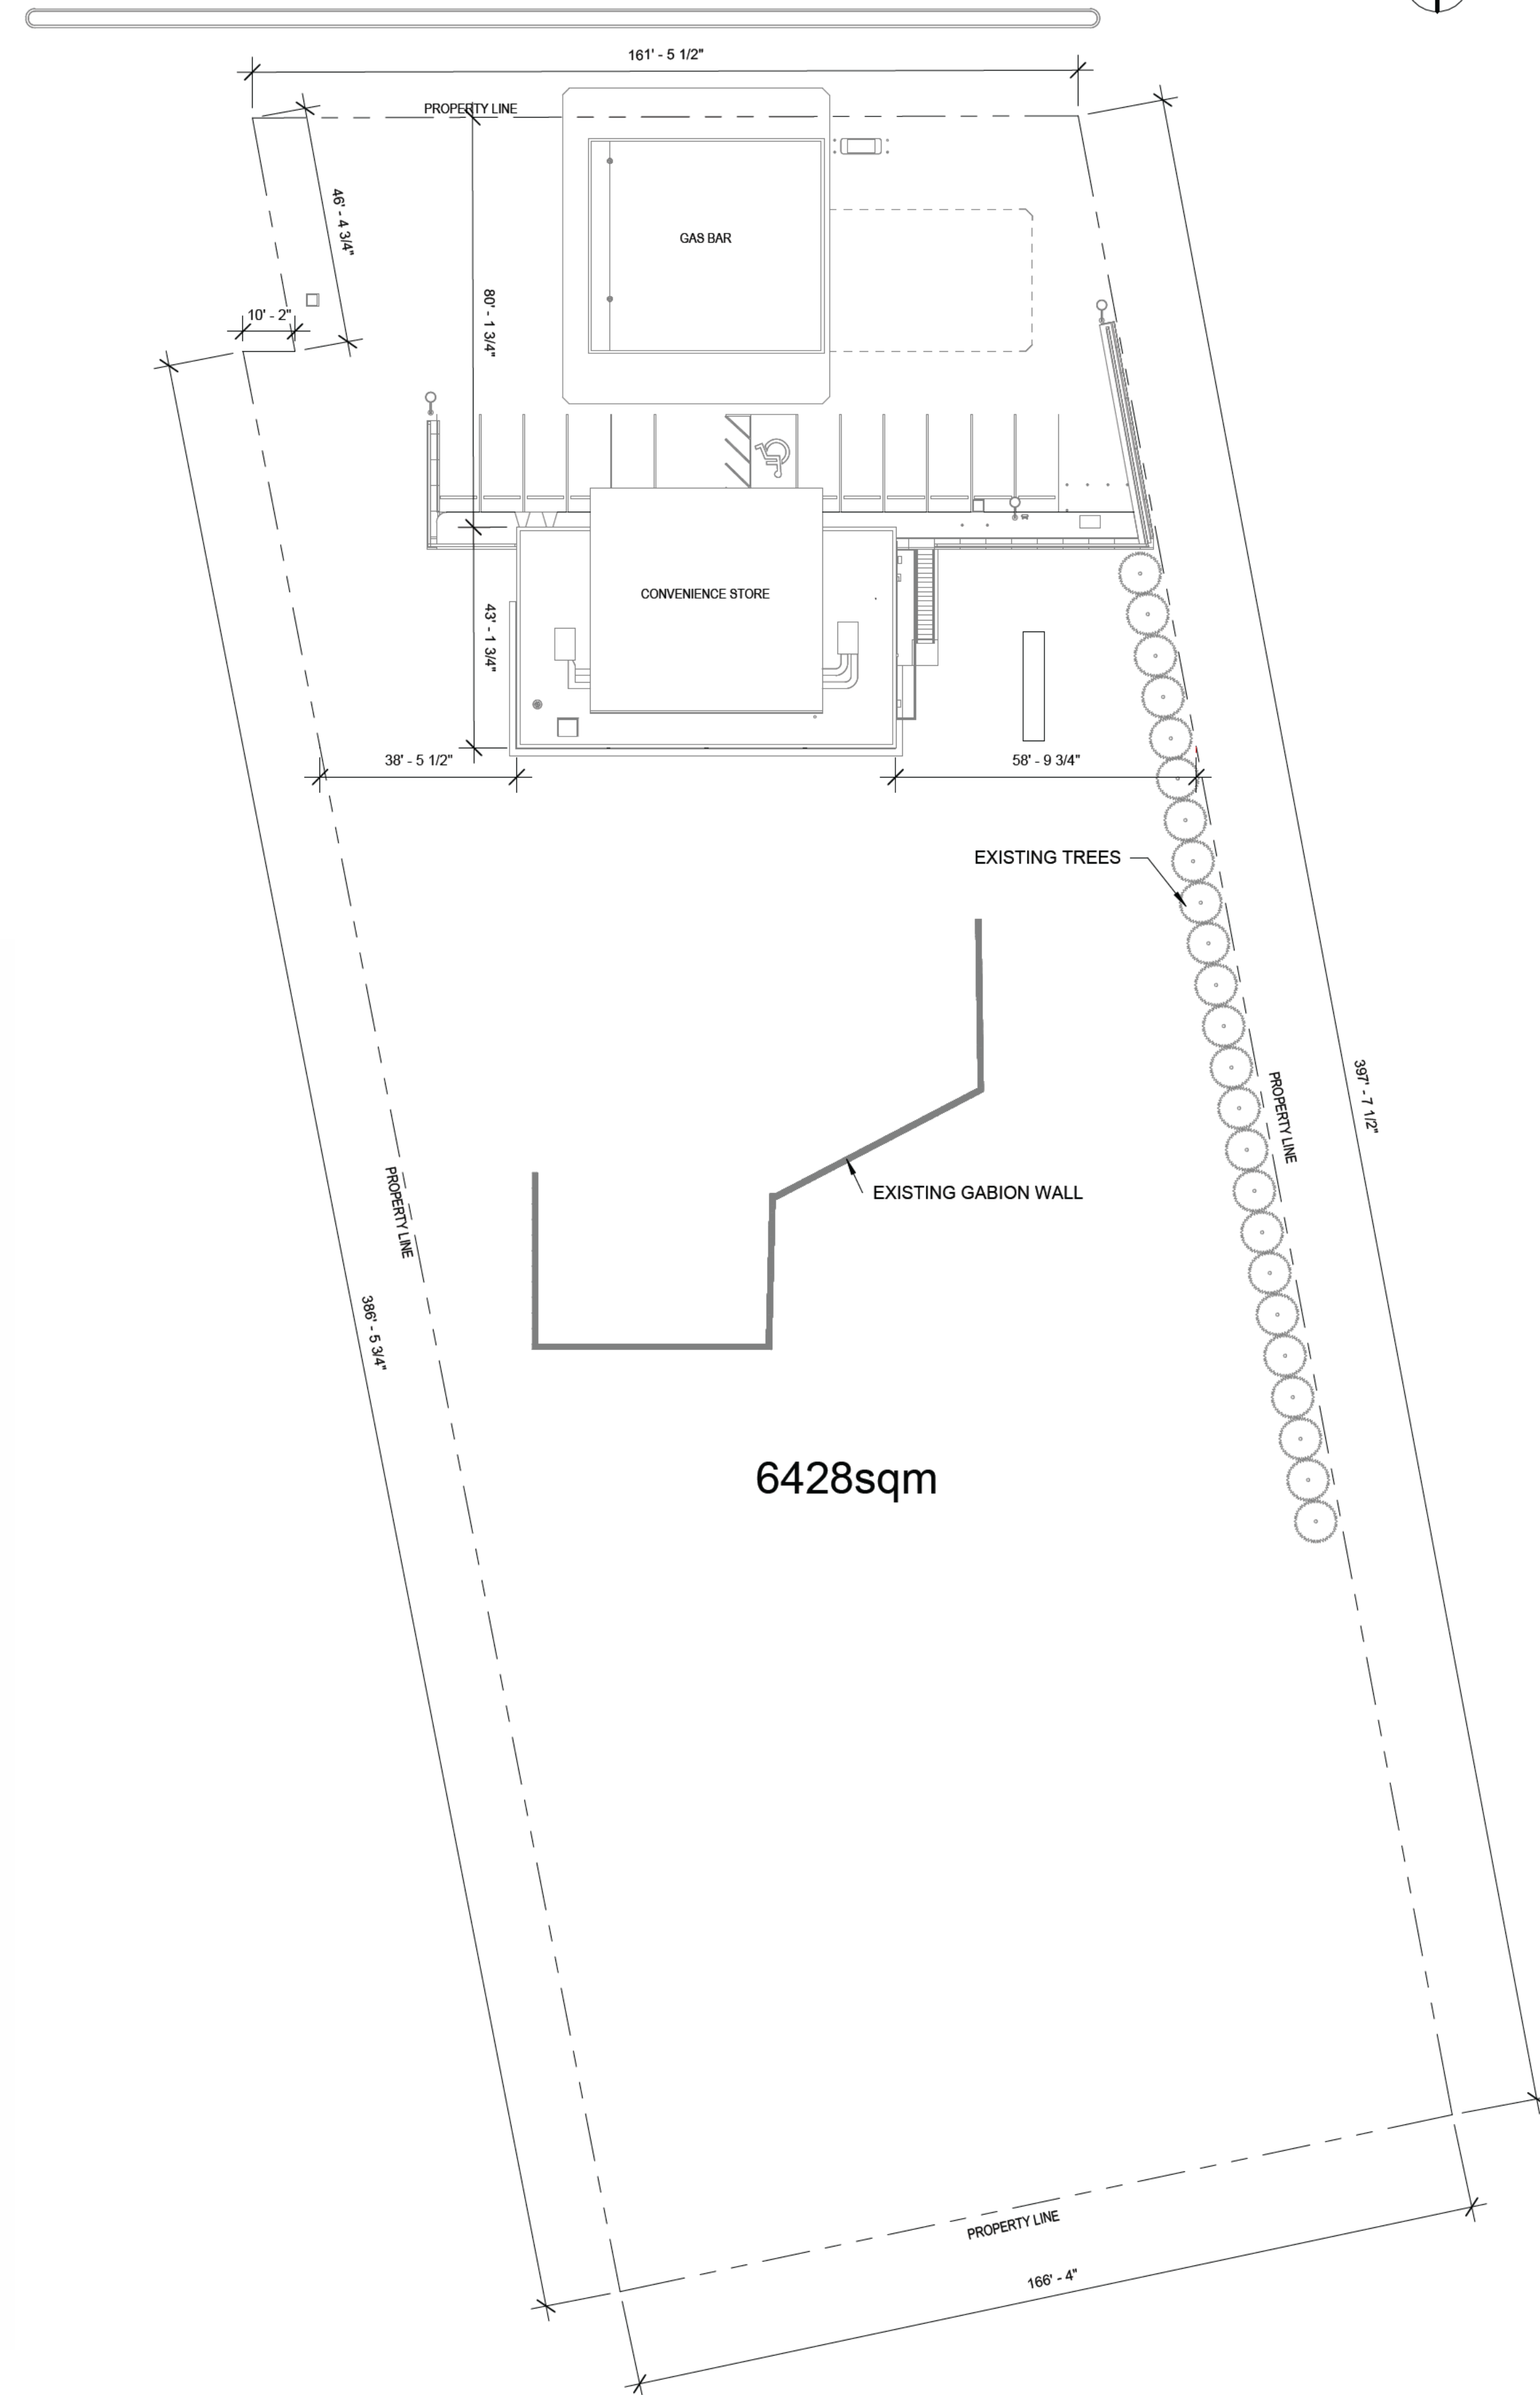 161' - 5 1/2"
PROPERTY LINE
46' - 4 3/4"
GAS BAR
10' - 2"
80' - 1 3/4"
CONVENIENCE STORE
43' - 1 3/4"
38' - 5 1/2"
58' - 9 3/4"
EXISTING TREES
397' - 7 1/2"
PROPERTY LINE
EXISTING GABION WALL
PROPERTY LINE
386' - 5 3/4"
6428sqm
PROPERTY LINE
166' - 4"